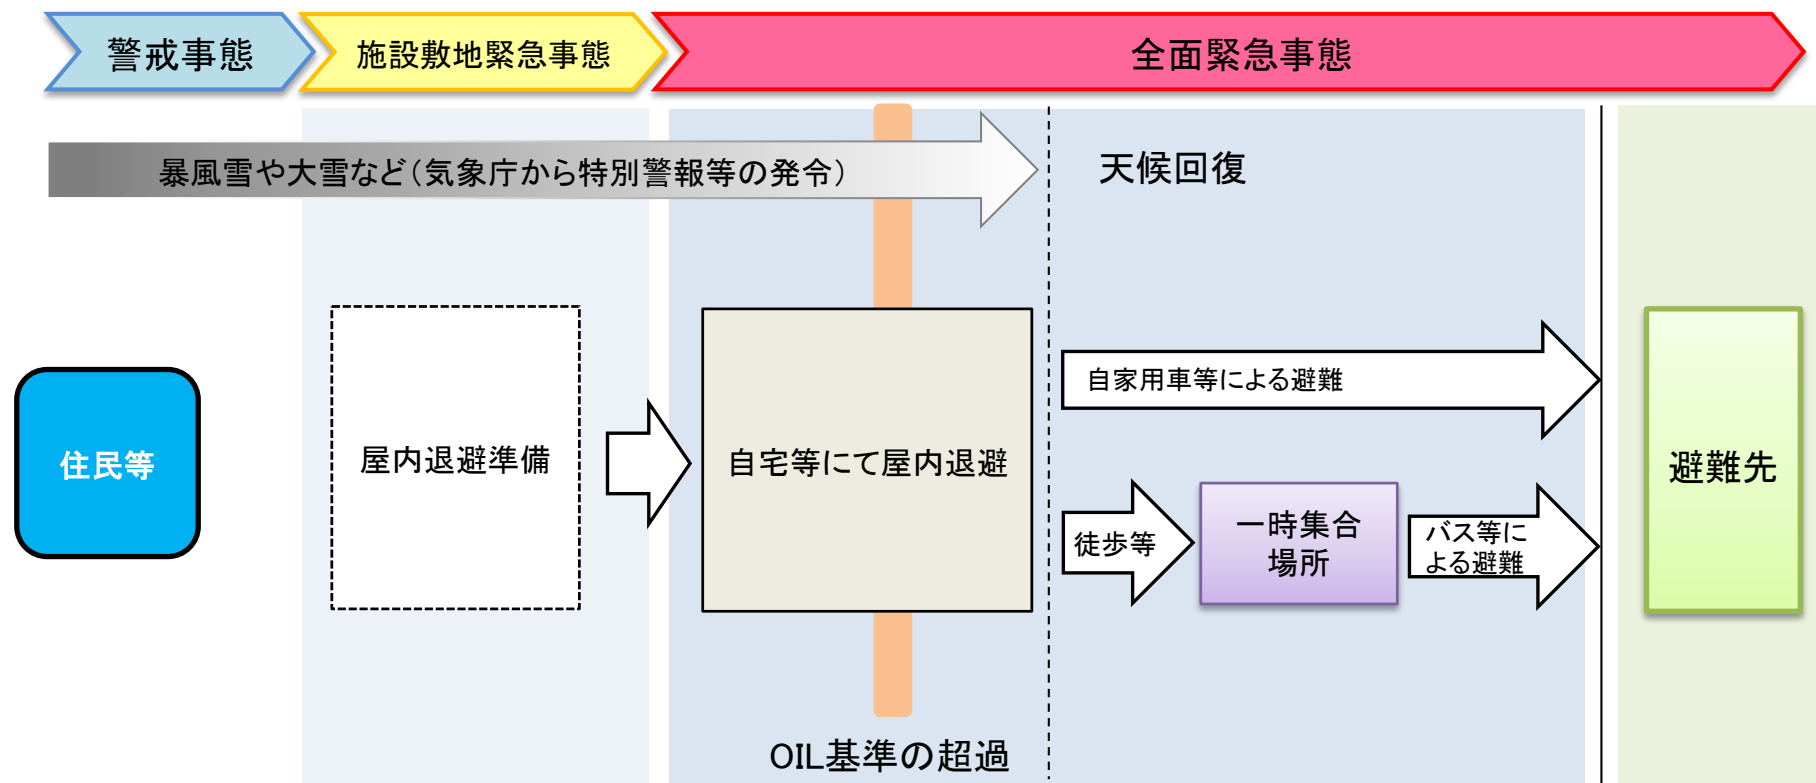 警戒事態
施設敷地緊急事態
全面緊急事態
暴風雪や大雪など（気象庁から特別警報等の発令）
天候回復
住民等
屋内退避準備
自宅等にて屋内退避
自家用車等による避難
徒歩等
一時集合
場所
バス等に
よる避難
避難先
OIL基準の超過